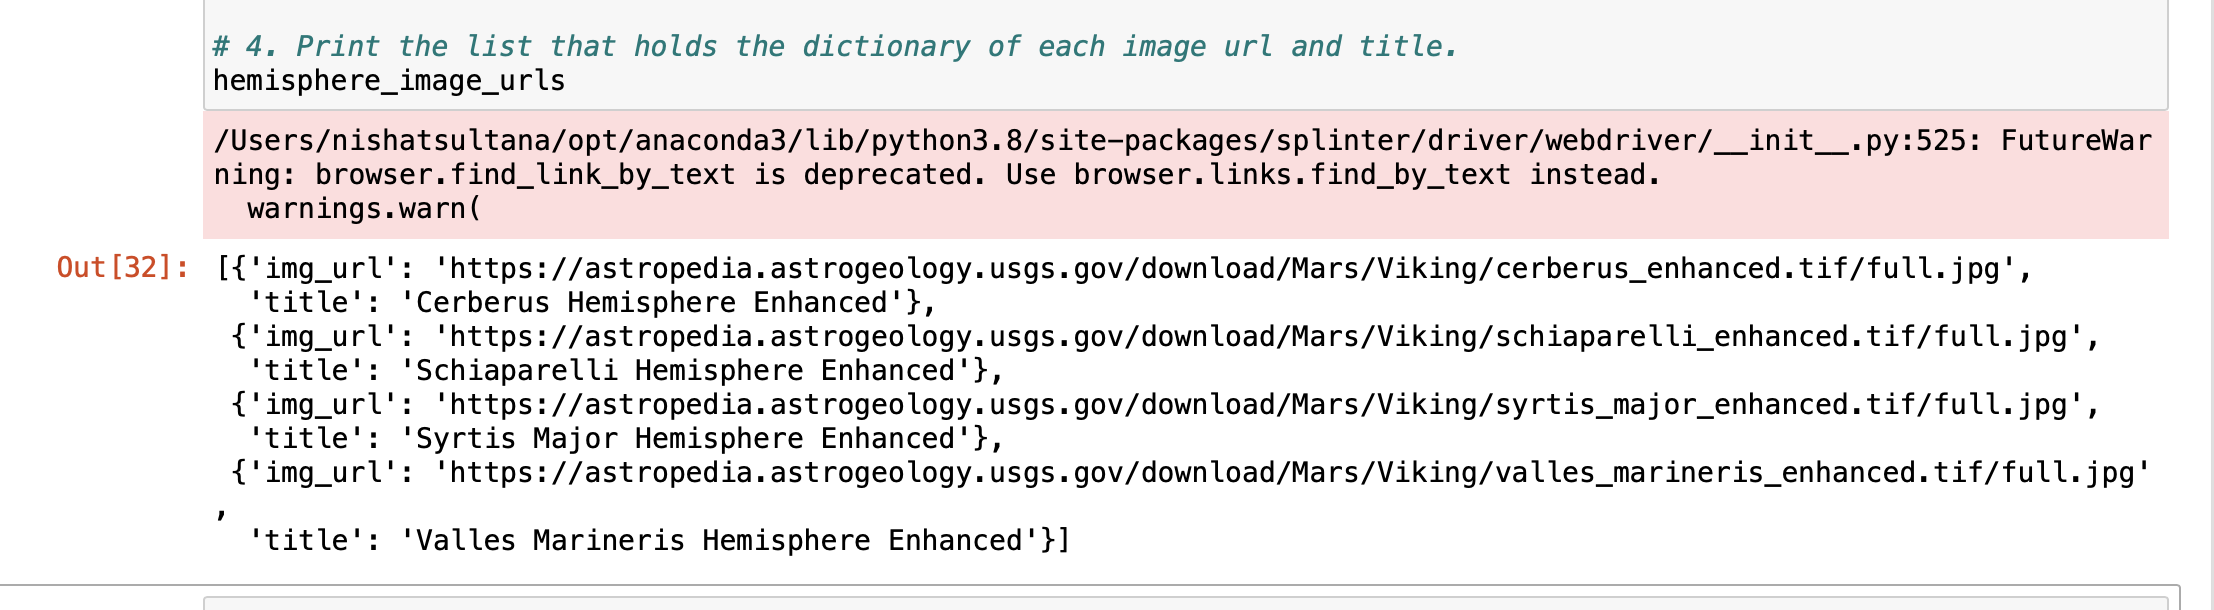 # 4. Print the list that holds the dictionary of each image url and title.
hemisphere_image_urls
/Users/nishatsultana/opt/anaconda3/lib/python3.8/site-packages/splinter/driver/webdriver/__init__.py:525: FutureWar
ning: browser.find_link_by_text is deprecated. Use browser.links.find_by_text instead.
  warnings.warn(
Out[32]: [{'img_url': 'https://astropedia.astrogeology.usgs.gov/download/Mars/Viking/cerberus_enhanced.tif/full.jpg',
  'title': 'Cerberus Hemisphere Enhanced'},
 {'img_url': 'https://astropedia.astrogeology.usgs.gov/download/Mars/Viking/schiaparelli_enhanced.tif/full.jpg',
  'title': 'Schiaparelli Hemisphere Enhanced'},
 {'img_url': 'https://astropedia.astrogeology.usgs.gov/download/Mars/Viking/syrtis_major_enhanced.tif/full.jpg',
  'title': 'Syrtis Major Hemisphere Enhanced'},
 {'img_url': 'https://astropedia.astrogeology.usgs.gov/download/Mars/Viking/valles_marineris_enhanced.tif/full.jpg'
,
  'title': 'Valles Marineris Hemisphere Enhanced'}]